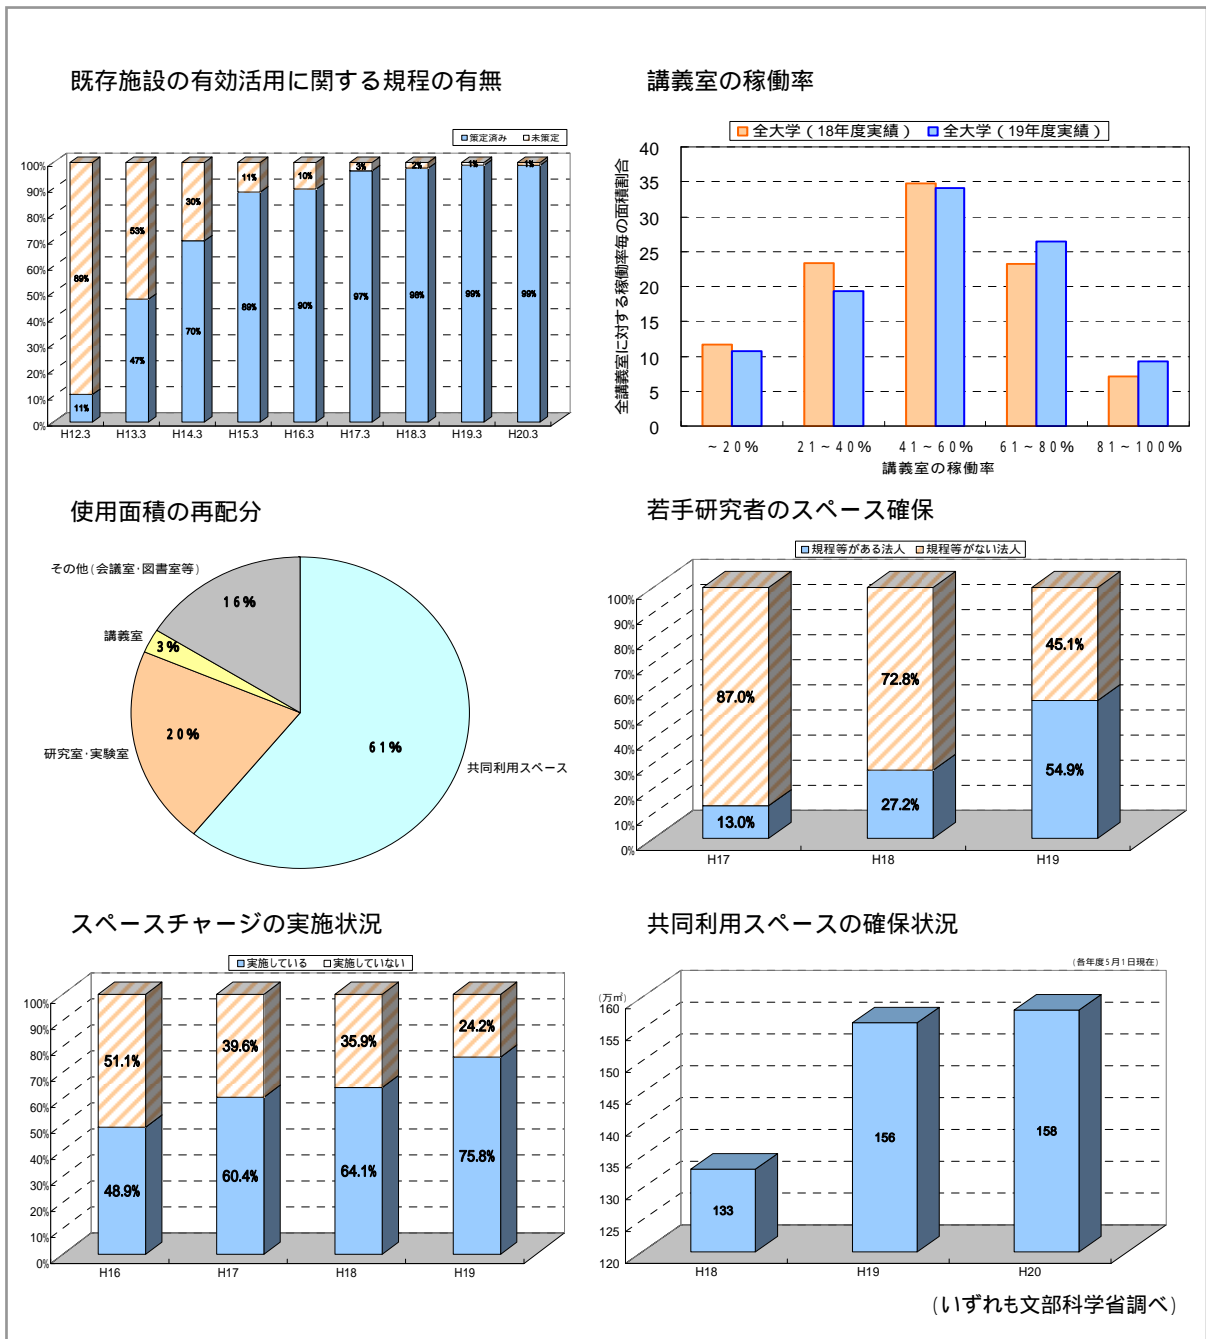 既存施設の有効活用に関する規程の有無
策定済み 未策定
100%
90%
80%
70%
60%
50%
40%
30%
20%
10%
0%
89% 53% 30% 11% 10% 3% 2% 1% 1%
11% 47% 70% 89% 90% 97% 98% 99% 99%
H12.3 H13.3 H14.3 H15.3 H16.3 H17.3 H18.3 H19.3 H20.3
講義室の稼働率
全大学(18年度実績) 全大学(19年度実績)
全講義室に対する稼働率毎の面積割合
40
35
30
25
20
15
10
5
0
~20% 21~40% 41~60% 61~80% 81~100%
講義室の稼働率
使用面積の再配分
その他(会議室・図書室等)
16%
講義室
3%
20%
研究室・実験室
61%
共同利用スペース
若手研究者のスペース確保
規程等がある法人 規程等がない法人
100%
90%
80%
70%
60%
50%
40%
30%
20%
10%
0%
87.0% 72.8% 45.1%
13.0% 27.2% 54.9%
H17 H18 H19
スペースチャージの実施状況
実施している 実施していない
100%
90%
80%
70%
60%
50%
40%
30%
20%
10%
0%
51.1% 39.6% 35.9% 24.2%
48.9% 60.4% 64.1% 75.8%
H16 H17 H18 H19
共同利用スペースの確保状況
(各年度5月1日現在)
(万㎡)
160
155
150
145
140
135
130
125
120
133 156 158
H18 H19 H20
(いずれも文部科学省調べ)